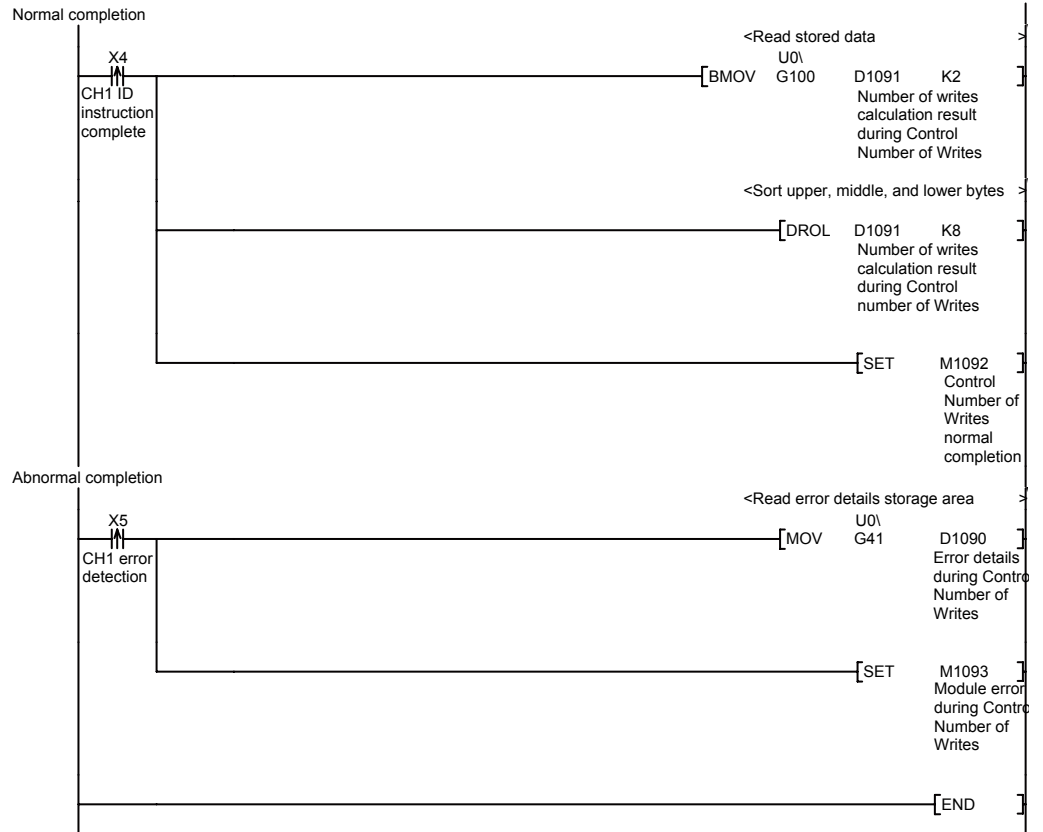 Normal completion
<Read stored data >
X4
U0\
BMOV G100 D1091 K2
CH1 ID
instruction
complete
Number of writes
calculation result
during Control
Number of Writes
<Sort upper, middle, and lower bytes >
DROL D1091 K8
Number of writes
calculation result
during Control
number of Writes
SET M1092
Control
Number of
Writes
normal
completion
Abnormal completion
<Read error details storage area >
X5
U0\
MOV G41 D1090
CH1 error
detection
Error details
during Contro
Number of
Writes
SET M1093
Module error
during Contro
Number of
Writes
END